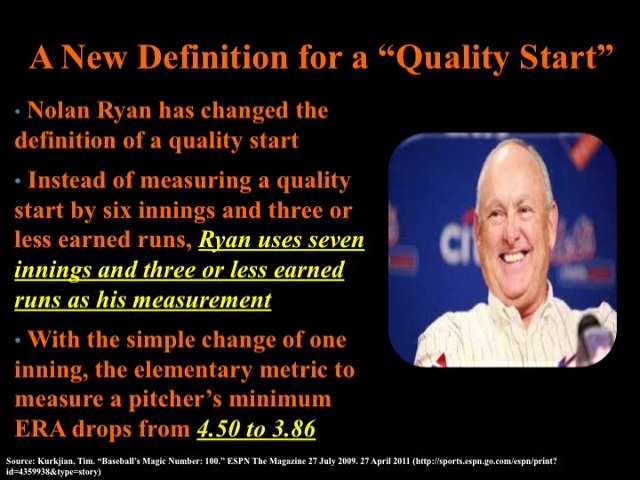 A New Definition for a “Quality Start”
• Nolan Ryan has changed the
definition of a quality start
• Instead of measuring a quality
start by six innings and three or
less earned runs, Ryan uses seven
innings and three or less earned
runs as his measurement
• With the simple change of one
inning, the elementary metric to
measure a pitcher’s minimum
ERA drops from 4.50 to 3.86
Source: Kurkjian, Tim. “Baseball’s Magic Number: 100.” ESPN The Magazine 27 July 2009. 27 April 2011 (http://sports.espn.go.com/espn/print?
id=4359938&type=story)